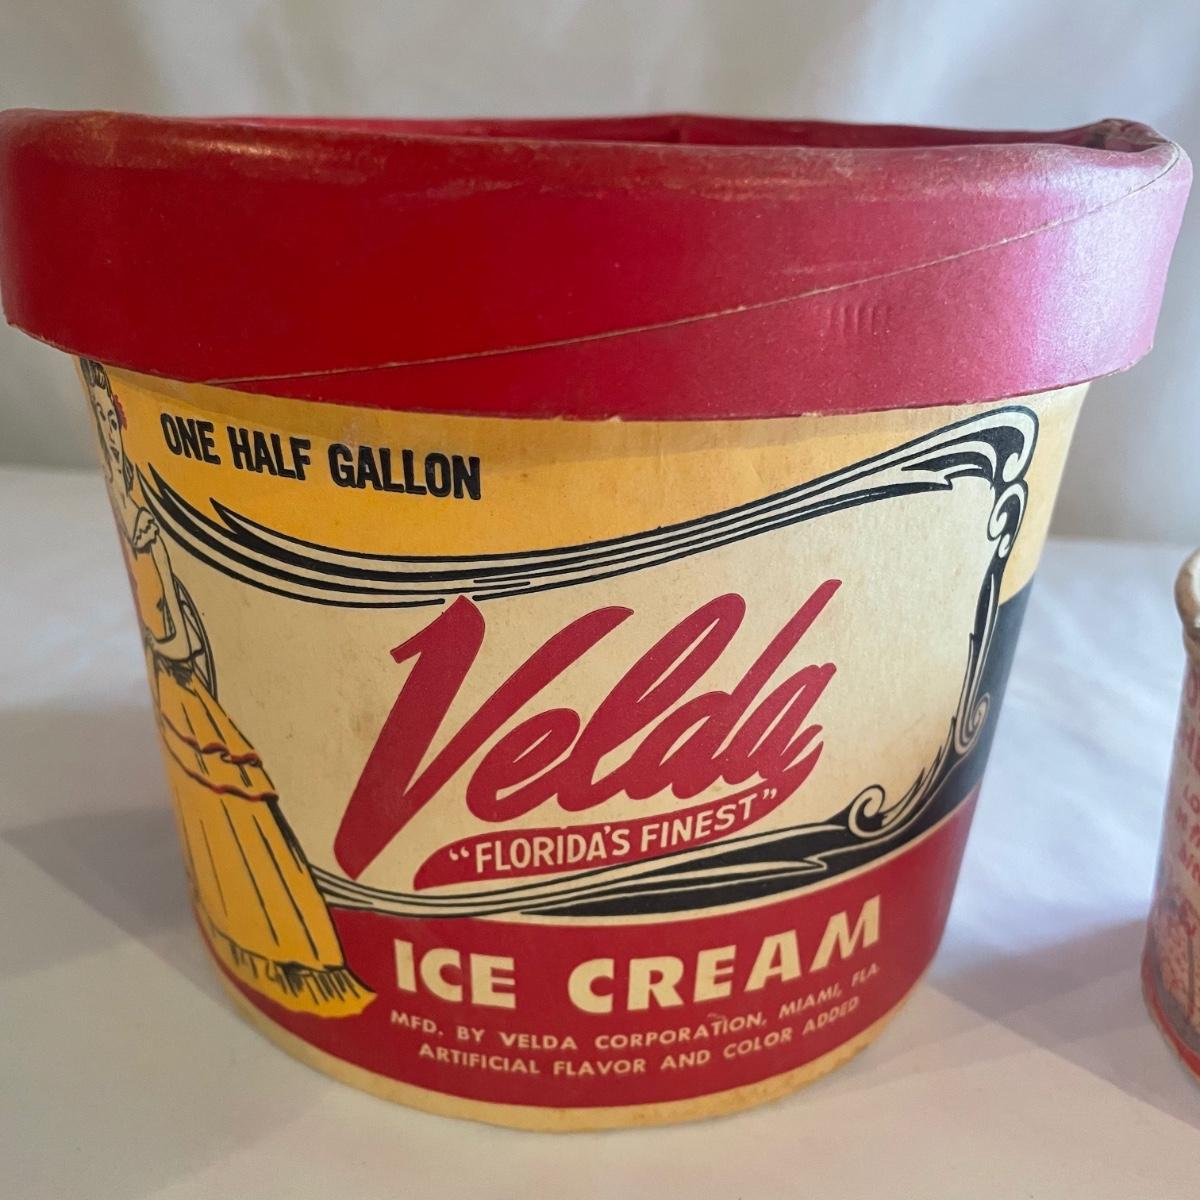 ONE HALF GALLON
Velda
"FLORIDA'S FINEST"
ICE CREAM
MFD. BY VELDA CORPORATION, MIAMI, FLA.
ARTIFICIAL FLAVOR AND COLOR ADDED